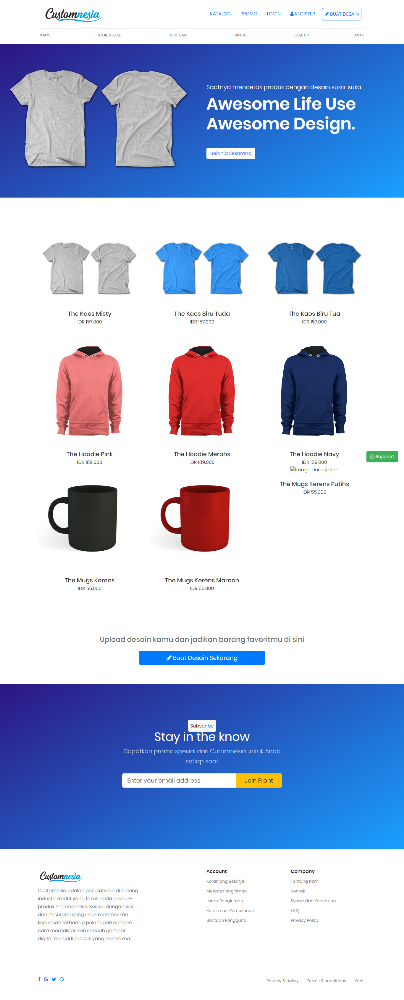 Customnesia
KATALOG
PROMO
LOGIN
REGISTER
BUAT DESAIN
KAOS
HODIE & JAKET
TOTE BAG
BANTAL
CASE HP
MUG
Saatnya mencetak produk dengan desain suka-suka
Awesome Life Use
Awesome Design.
Belanja Sekarang
The Kaos Misty
IDR 157.000
The Kaos Biru Tuda
IDR 157.000
The Kaos Biru Tua
IDR 157.000
The Hoodie Pink
IDR 189.000
The Hoodie Merahs
IDR 189.000
The Hoodie Navy
IDR 189.000
Support
Image Description
The Mugs Kerens Putihs
IDR 55.000
The Mugs Kerens
IDR 55.000
The Mugs Kerens Maroon
IDR 55.000
Upload desain kamu dan jadikan barang favoritmu di sini
Buat Desain Sekarang
Subscribe
Stay in the know
Dapatkan promo spesial dari Cutomnesia untuk Anda
setiap saat
Enter your email address
Join Front
Customnesia
Customesia adalah perusahaan di bidang
industri kreatif yang fokus pada produk-
produk merchandise. Sesuai dengan visi
dan misi kami yang ingin memberikan
kepuasan terhadap pelanggan dengan
cara merealisasikan sebuah gambar
digital menjadi produk yang bermakna.
Account
Keranjang Belanja
Metode Pengiriman
Lacak Pengiriman
Konfirmasi Pemesanan
Bantuan Pengguna
Company
Tentang Kami
Kontak
Syarat dan Ketentuan
FAQ
Privacy Policy
Privacy & policy
Terms & conditions
Karir